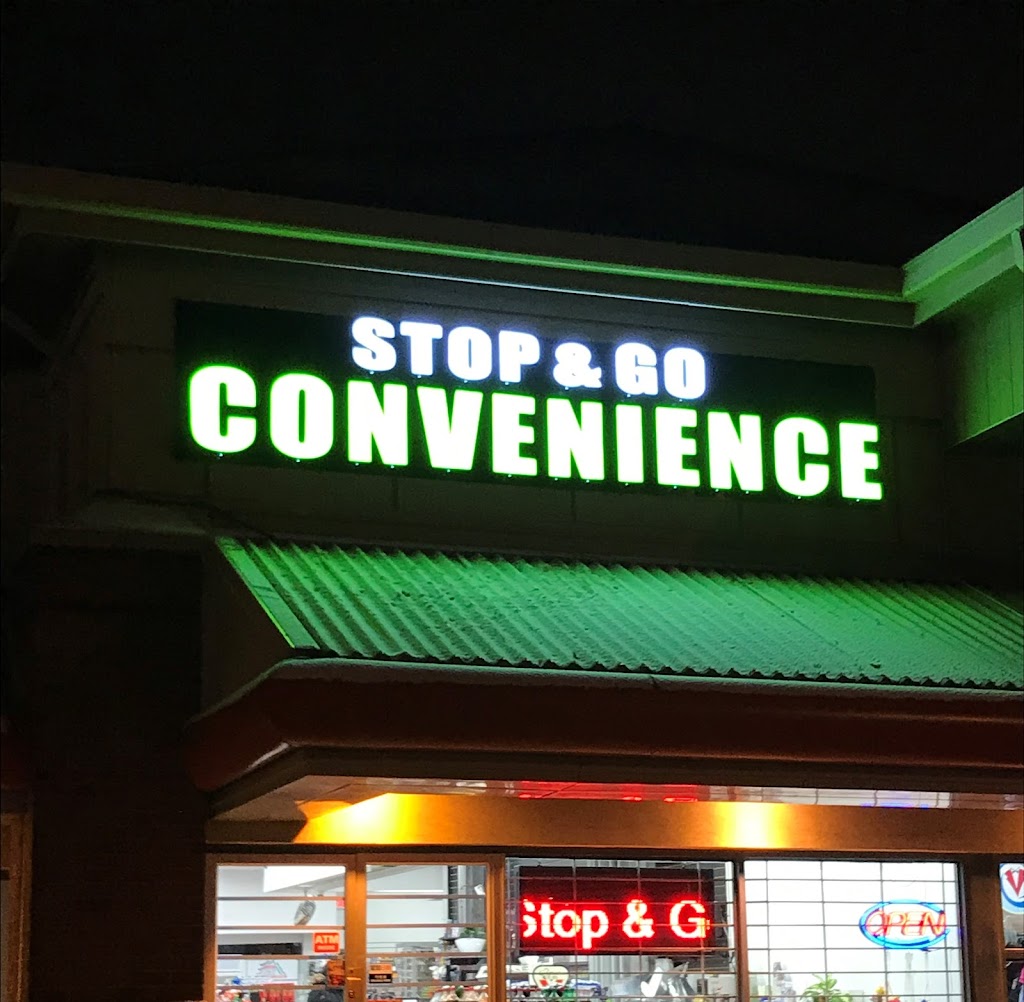 STOP & GO
CONVENIENCE
Stop & G
OPEN
ATM